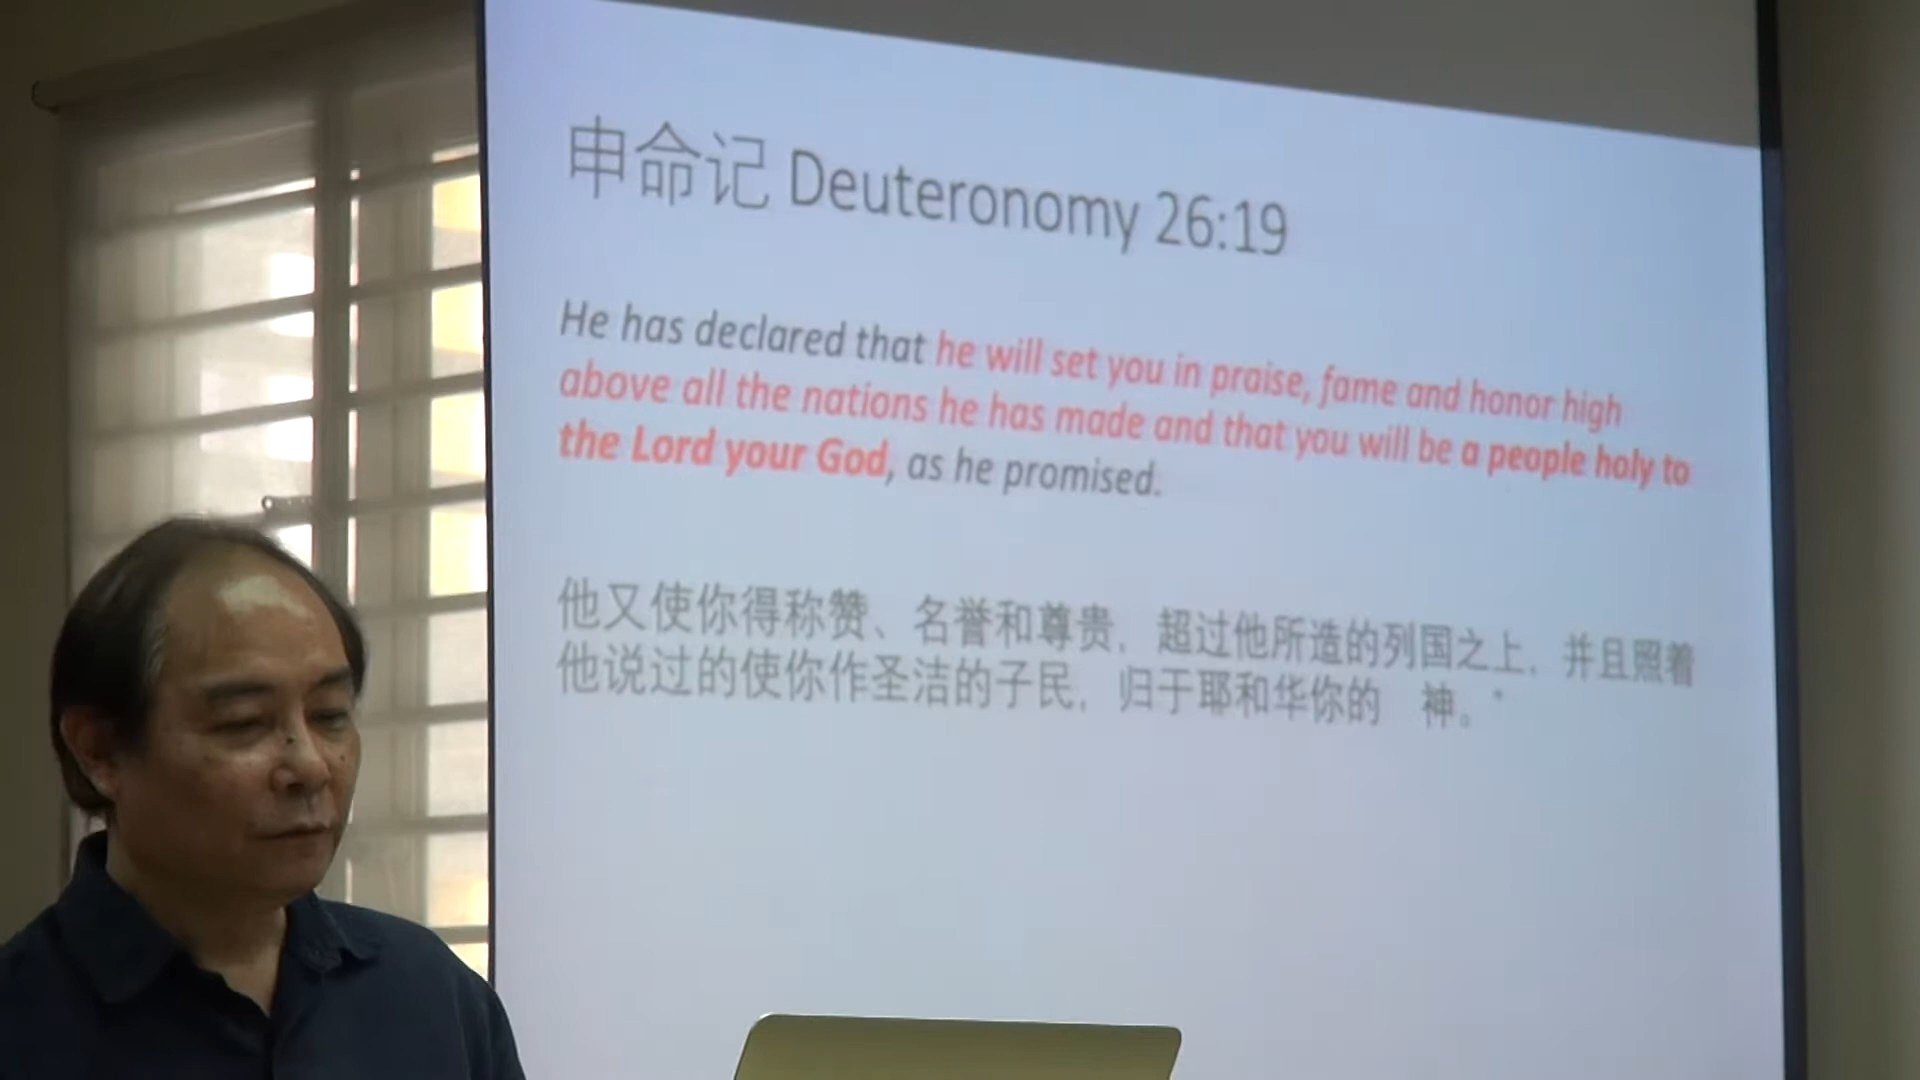 申命记 Deuteronomy 26:19
He has declared that he will set you in praise, fame and honor high
above all the nations he has made and that you will be a people holy to
the Lord your God, as he promised.
他又使你得称赞、名誉和尊贵，超过他所造的列国之上，并且照着
他说过的使你作圣洁的子民，归于耶和华你的　神。”